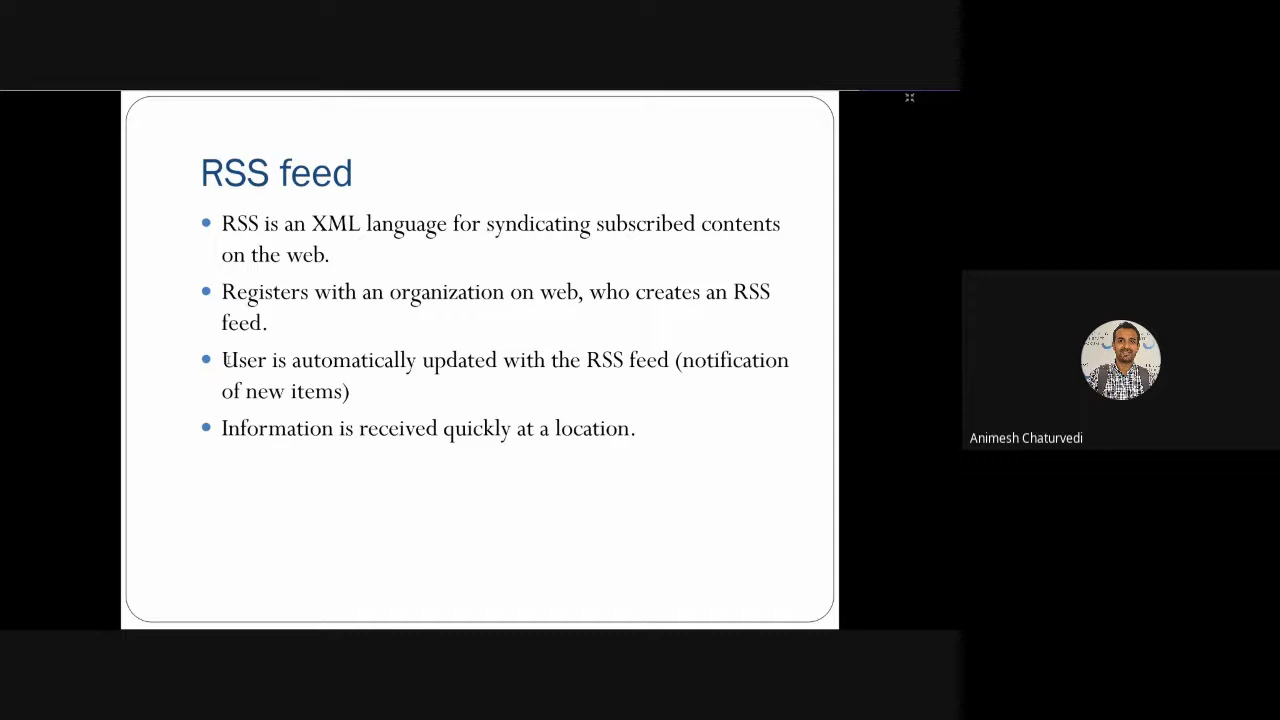 RSS feed
RSS is an XML language for syndicating subscribed contents
on the web.
Registers with an organization on web, who creates an RSS
feed.
User is automatically updated with the RSS feed (notification
of new items)
Information is received quickly at a location.
Animesh Chaturvedi